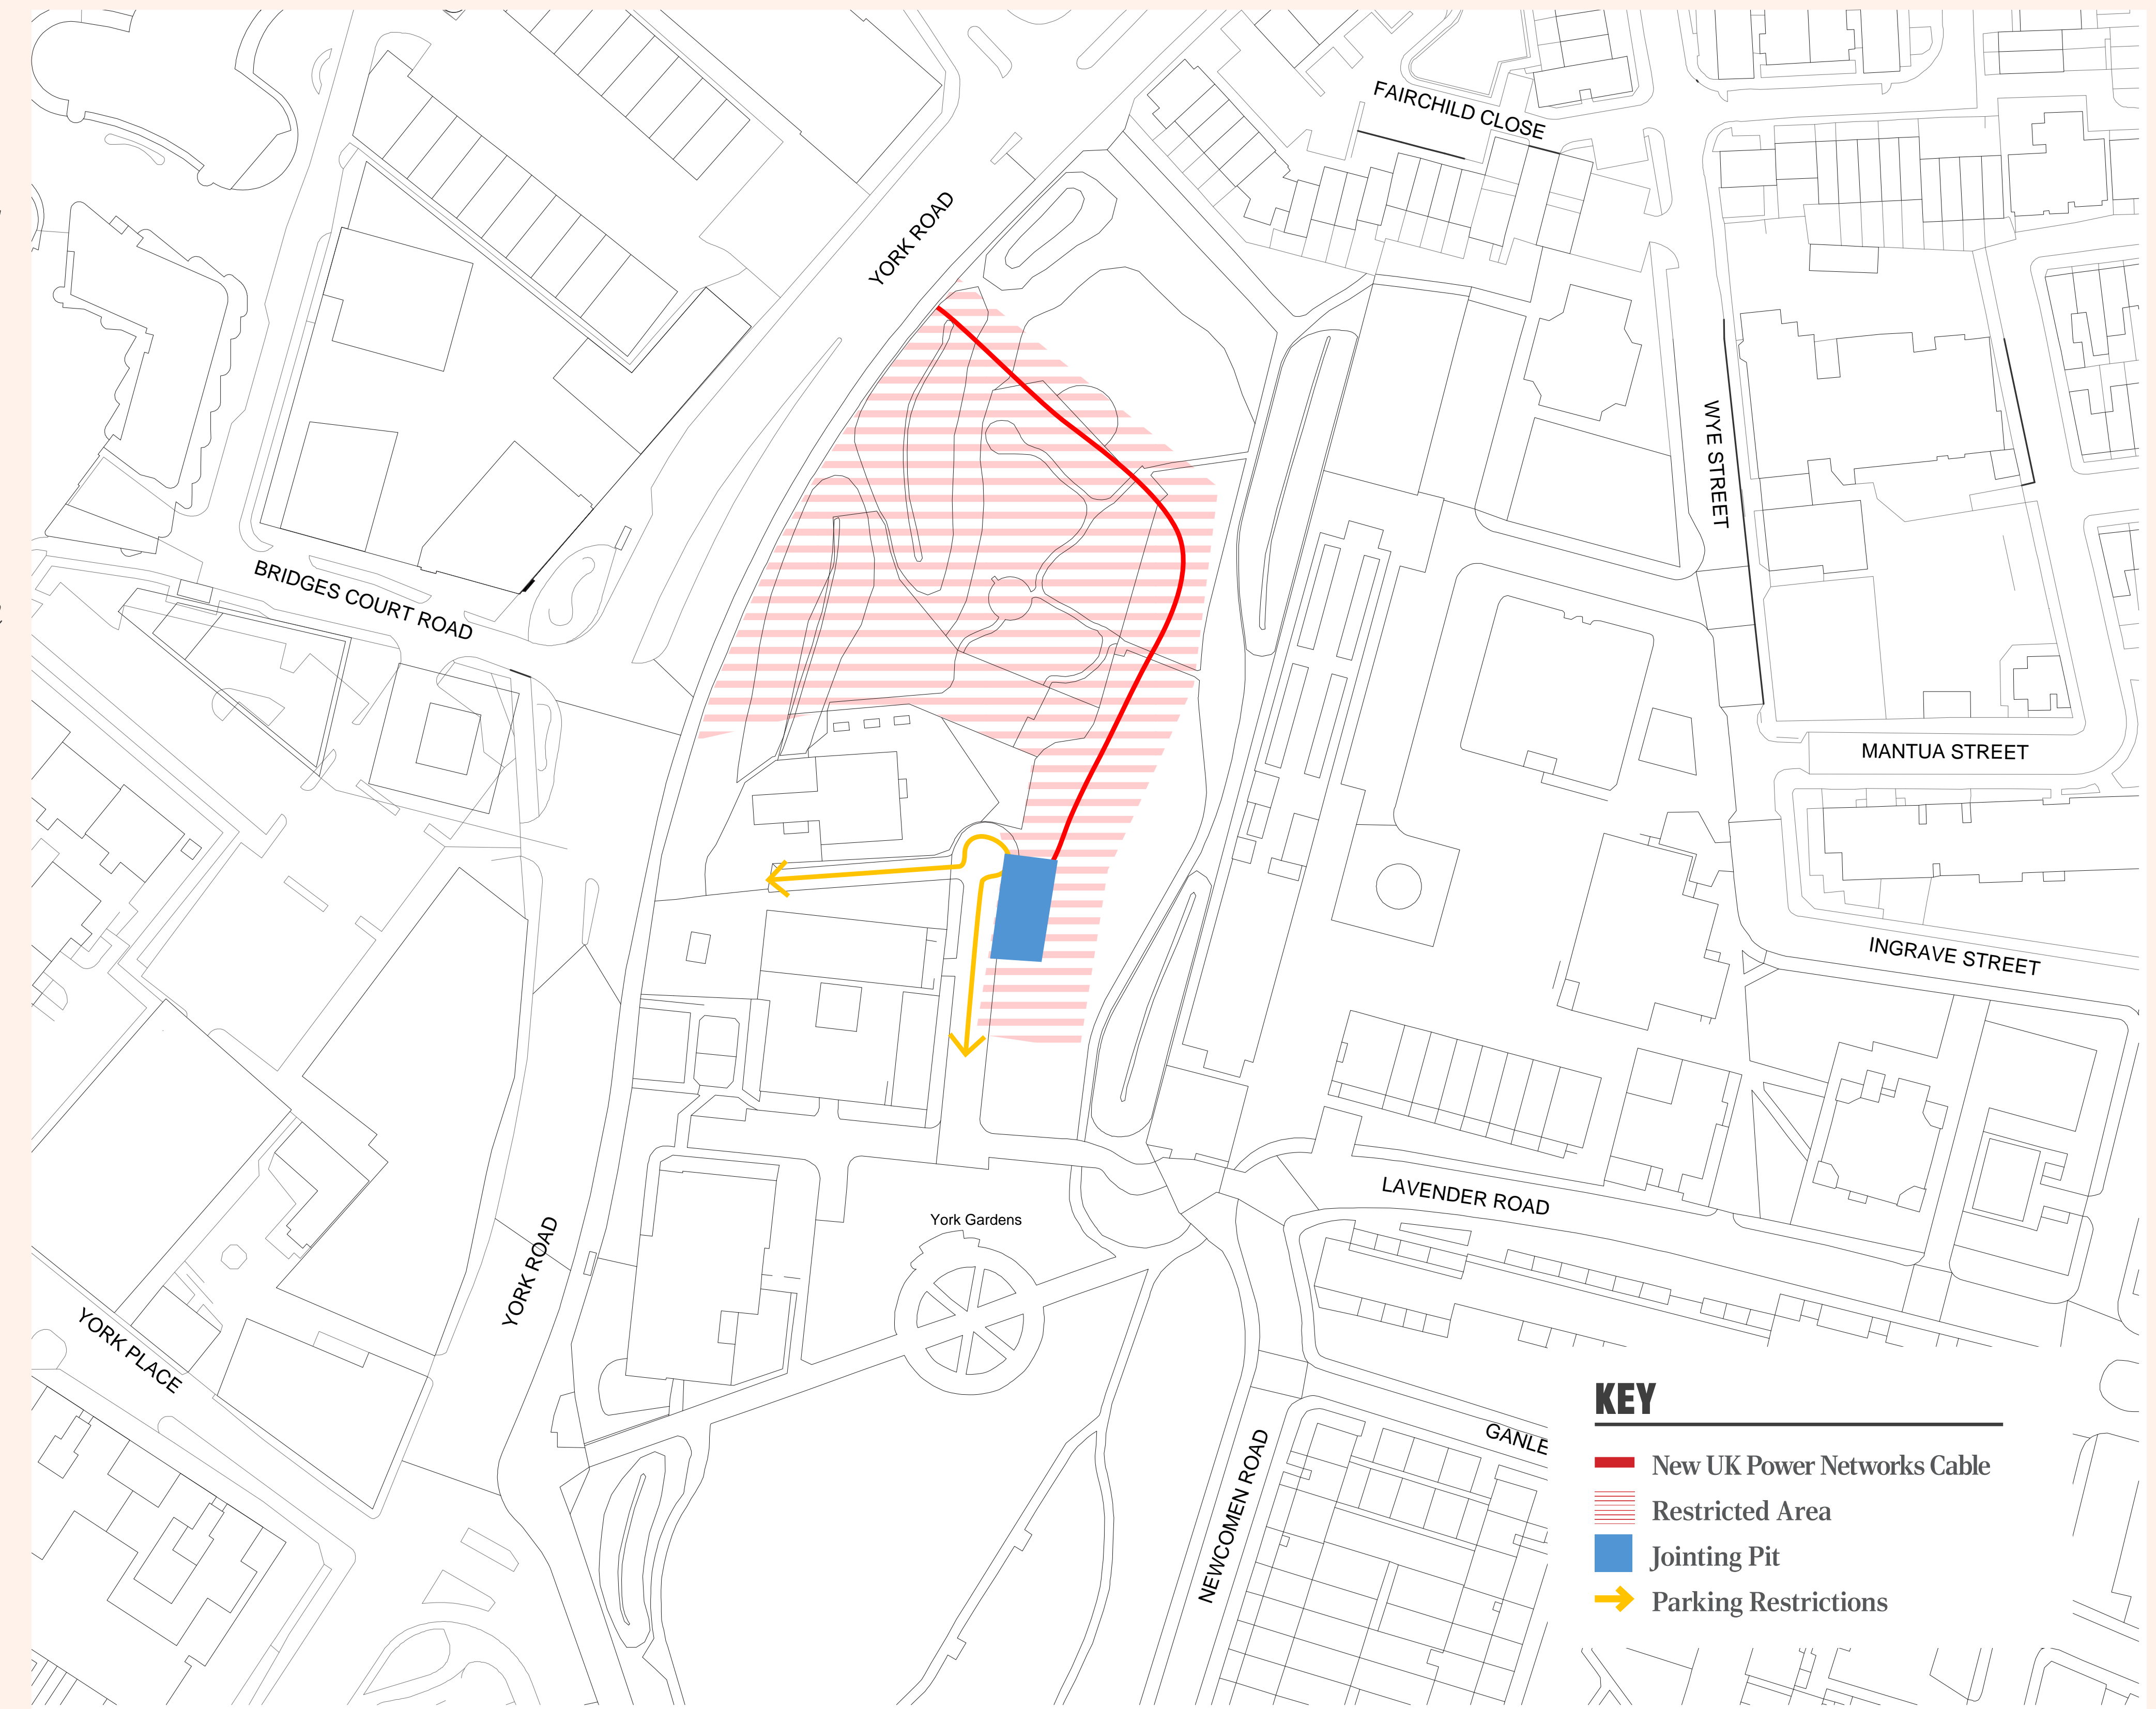 FAIRCHILD CLOSE
YORK ROAD
WYE STREET
BRIDGES COURT ROAD
MANTUA STREET
INGRAVE STREET
LAVENDER ROAD
York Gardens
YORK ROAD
YORK PLACE
NEWCOMEN ROAD
GANLE
KEY
New UK Power Networks Cable
Restricted Area
Jointing Pit
Parking Restrictions